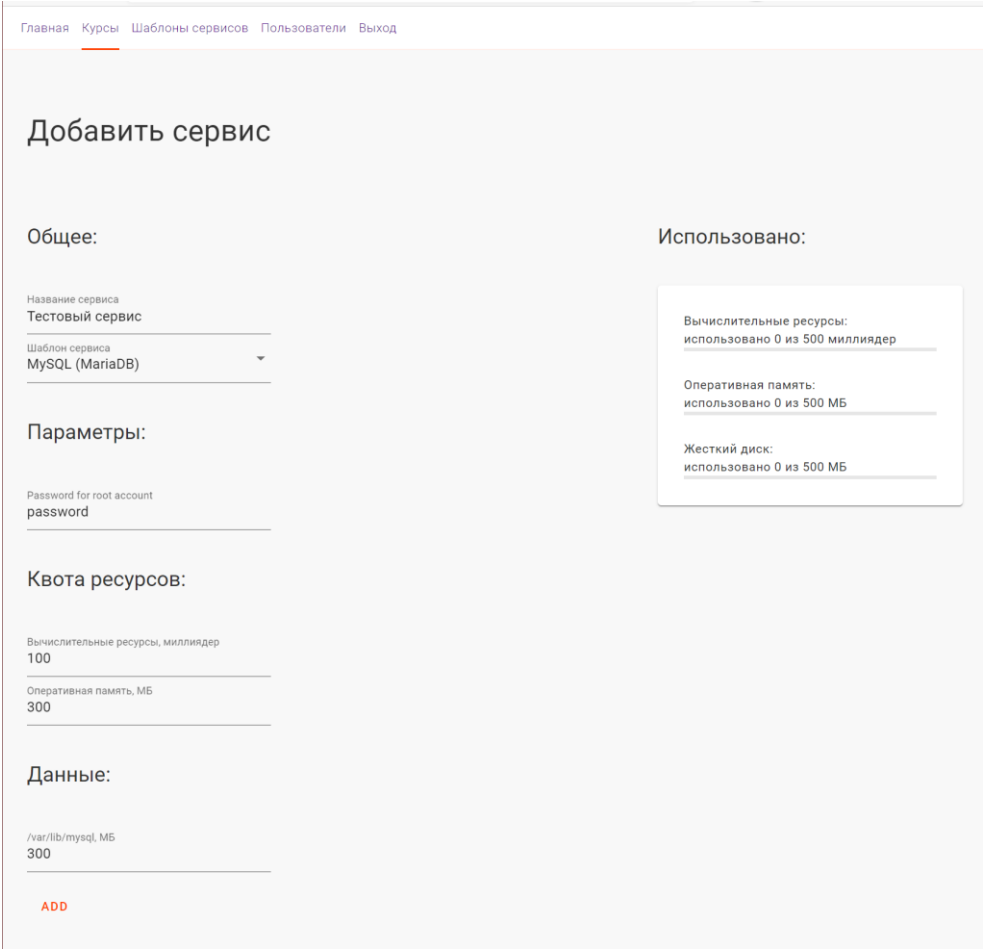 Главная Курсы Шаблоны сервисов Пользователи Выход
Добавить сервис
Общее:
Название сервиса
Тестовый сервис
Шаблон сервиса
MySQL (MariaDB)
Параметры:
Password for root account
password
Квота ресурсов:
Вычислительные ресурсы, миллиядер
100
Оперативная память, МБ
300
Данные:
/var/lib/mysql, МБ
300
ADD
Использовано:
Вычислительные ресурсы:
использовано 0 из 500 миллиядер
Оперативная память:
использовано 0 из 500 МБ
Жесткий диск:
использовано 0 из 500 МБ